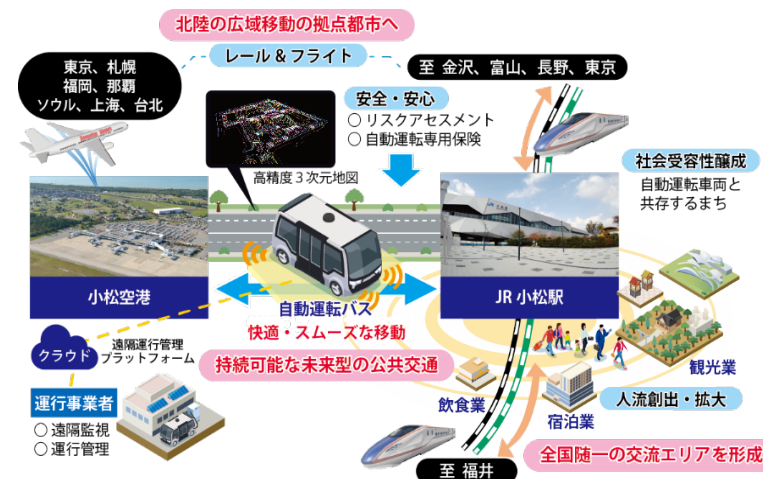 北陸の広域移動の拠点都市へ
レール＆フライト
東京、札幌
福岡、那覇
ソウル、上海、台北
至 金沢、富山、長野、東京
安全・安心
○ リスクアセスメント
○ 自動運転専用保険
高精度３次元地図
社会受容性醸成
自動運転車両と
共存するまち
小松空港
JR 小松駅
自動運転バス
快適・スムーズな移動
クラウド
遠隔運行管理
プラットフォーム
持続可能な未来型の公共交通
観光業
運行事業者
○ 遠隔監視
○ 運行管理
飲食業
宿泊業
人流創出・拡大
全国随一の交流エリアを形成
至 福井